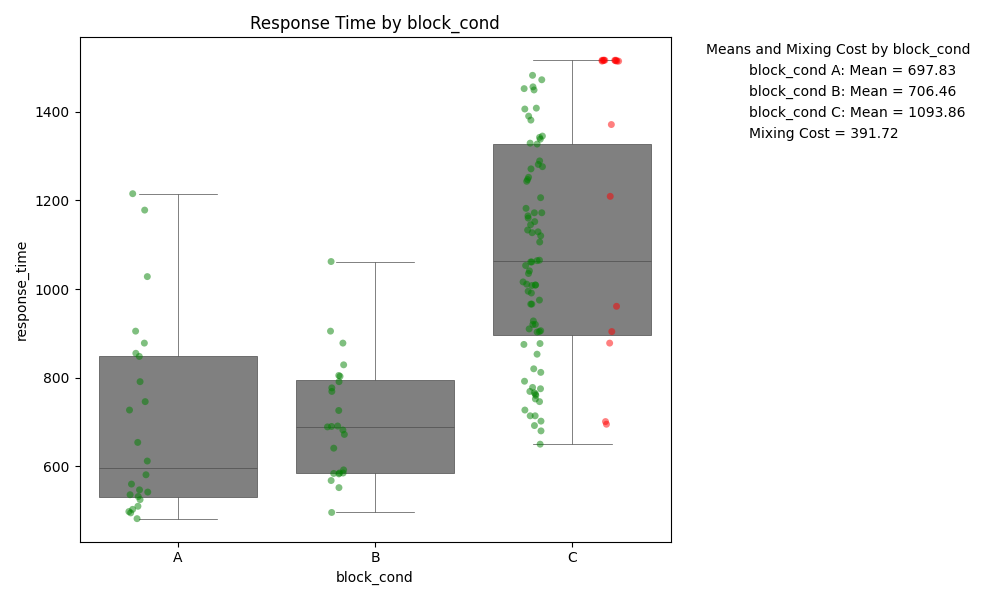 Response Time by block_cond
Means and Mixing Cost by block_cond
block_cond A: Mean = 697.83
block_cond B: Mean = 706.46
block_cond C: Mean = 1093.86
Mixing Cost = 391.72
response_time
1400
1200
1000
800
600
A
B
C
block_cond